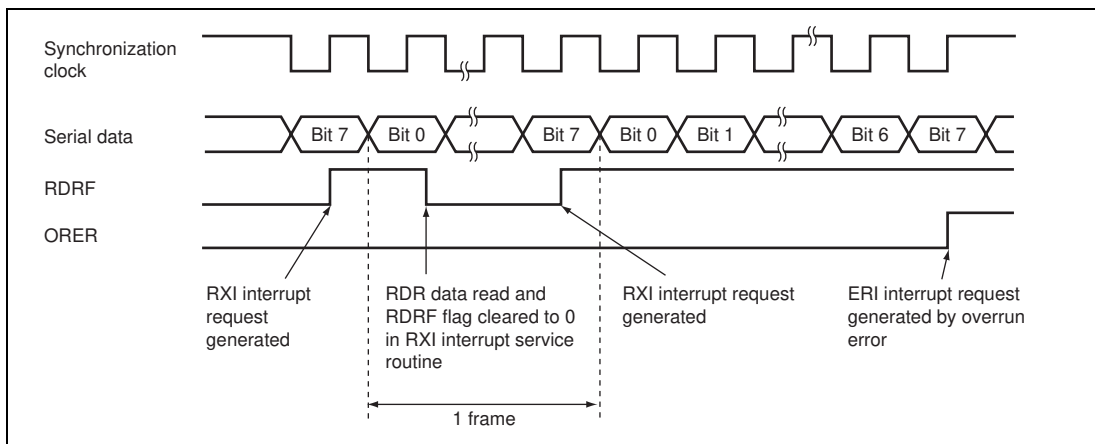 Synchronization
clock
Serial data
Bit 7
Bit 0
Bit 7
Bit 0
Bit 1
Bit 6
Bit 7
RDRF
ORER
RXI interrupt
request
generated
RDR data read and
RDRF flag cleared to 0
in RXI interrupt service
routine
RXI interrupt request
generated
ERI interrupt request
generated by overrun
error
1 frame